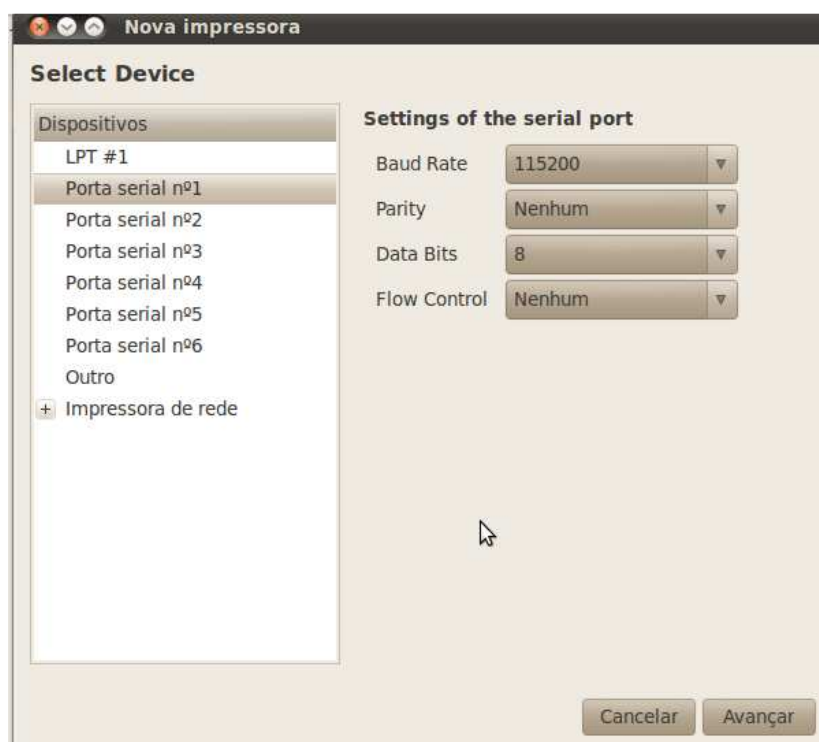 Nova impressora
Select Device
Dispositivos
LPT #1
Porta serial nº1
Porta serial nº2
Porta serial nº3
Porta serial nº4
Porta serial nº5
Porta serial nº6
Outro
Impressora de rede
Settings of the serial port
Baud Rate 115200
Parity Nenhum
Data Bits 8
Flow Control Nenhum
Cancelar Avançar